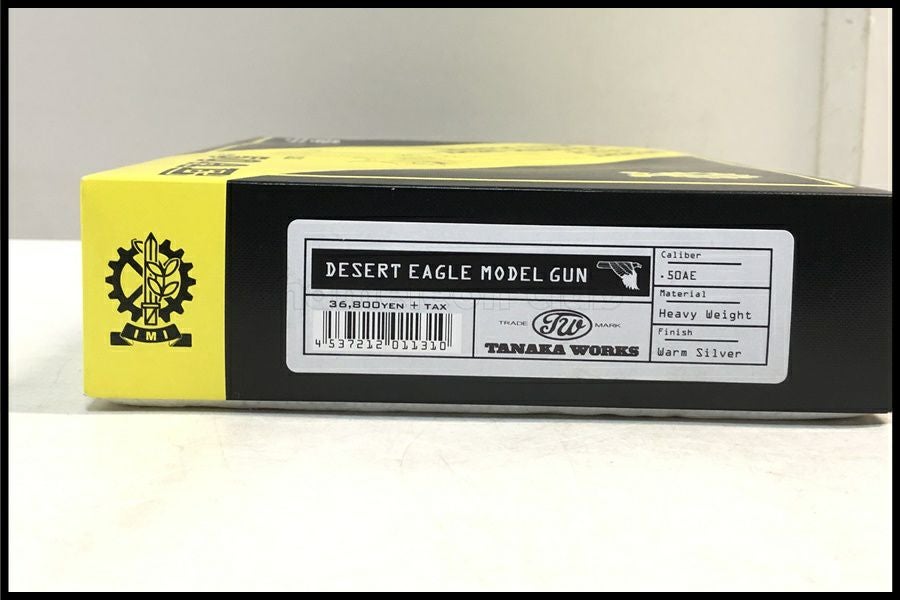 IMI
DESERT EAGLE MODEL GUN
36,800YEN + TAX
4 537212 011310
TRADE TW MARK
TANAKA WORKS
Caliber
.50AE
Material
Heavy Weight
Finish
Warm Silver